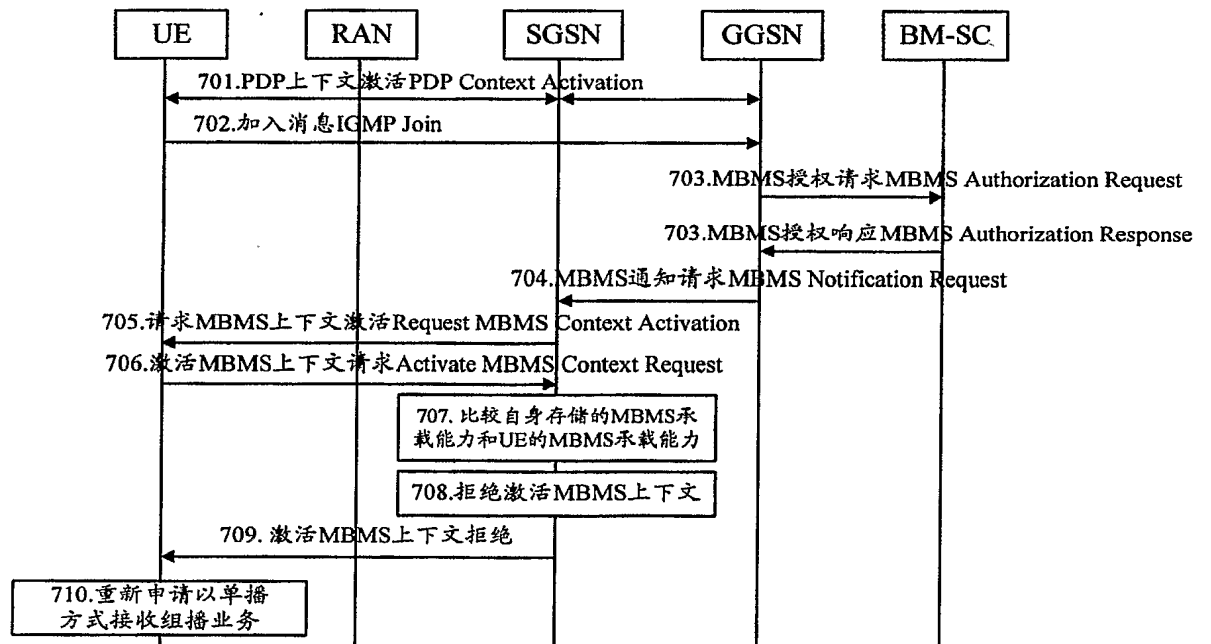 UE RAN SGSN GGSN BM-SC
701.PDP上下文激活PDP Context Activation
702.加入消息IGMP Join
703.MBMS授权请求MBMS Authorization Request
703.MBMS授权响应MBMS Authorization Response
704.MBMS通知请求MBMS Notification Request
705.请求MBMS上下文激活Request MBMS Context Activation
706.激活MBMS上下文请求Activate MBMS Context Request
707. 比较自身存储的MBMS承
载能力和UE的MBMS承载能力
708.拒绝激活MBMS上下文
709. 激活MBMS上下文拒绝
710.重新申请以单播
方式接收组播业务